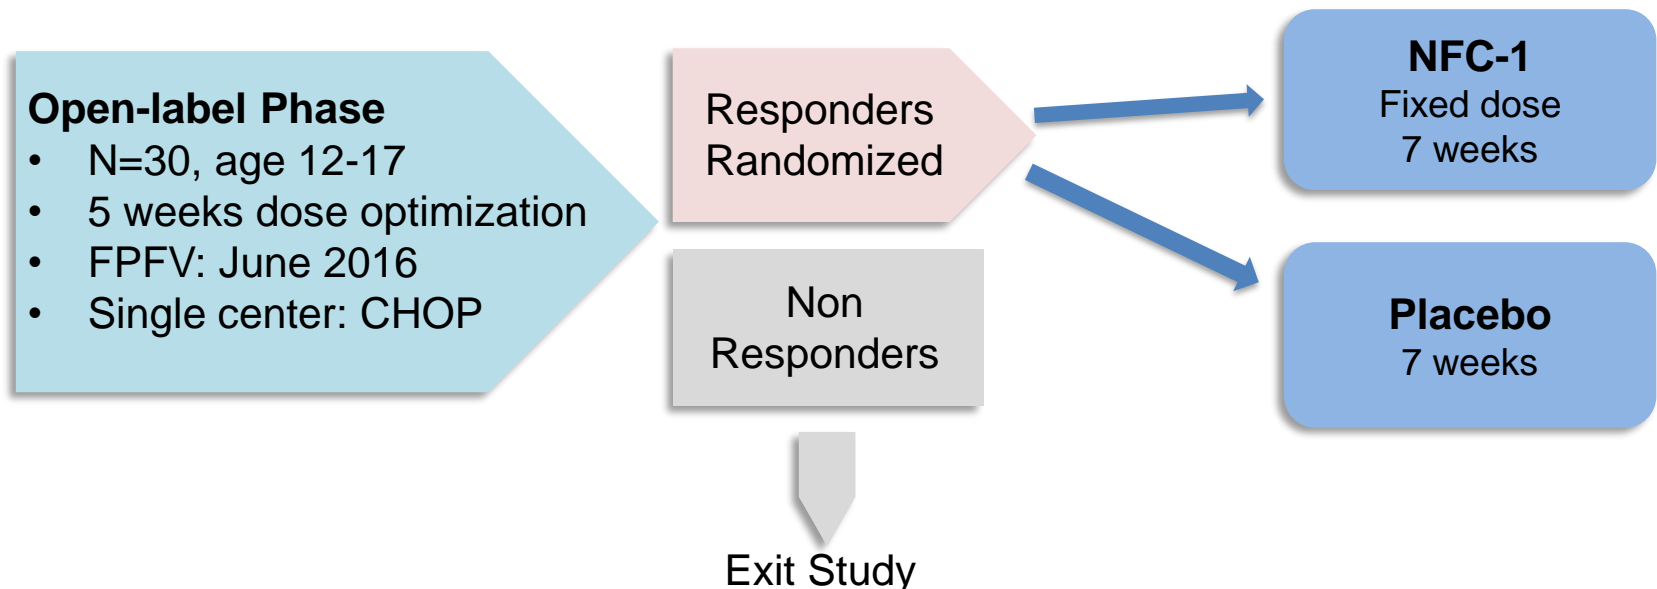 Open-label Phase
• N=30, age 12-17
• 5 weeks dose optimization
• FPFV: June 2016
• Single center: CHOP
Responders
Randomized
Non
Responders
Exit Study
NFC-1
Fixed dose
7 weeks
Placebo
7 weeks